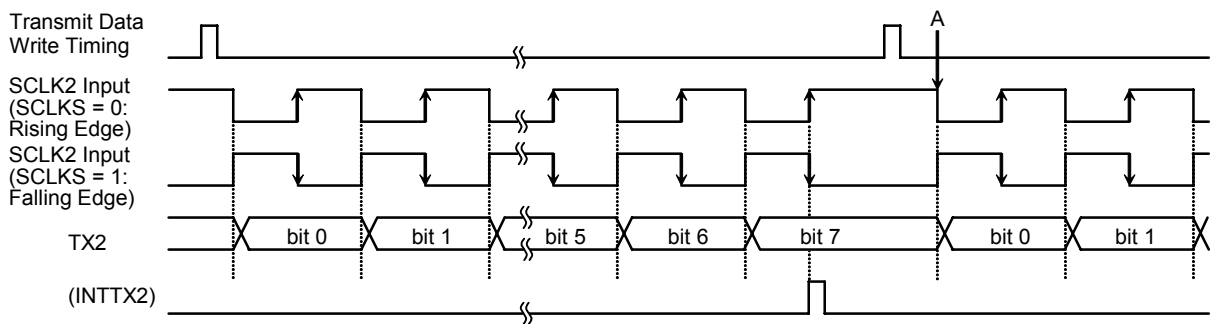 Transmit Data
Write Timing
A
SCLK2 Input
(SCLKS = 0:
Rising Edge)
SCLK2 Input
(SCLKS = 1:
Falling Edge)
TX2
bit 0
bit 1
bit 5
bit 6
bit 7
bit 0
bit 1
(INTTX2)